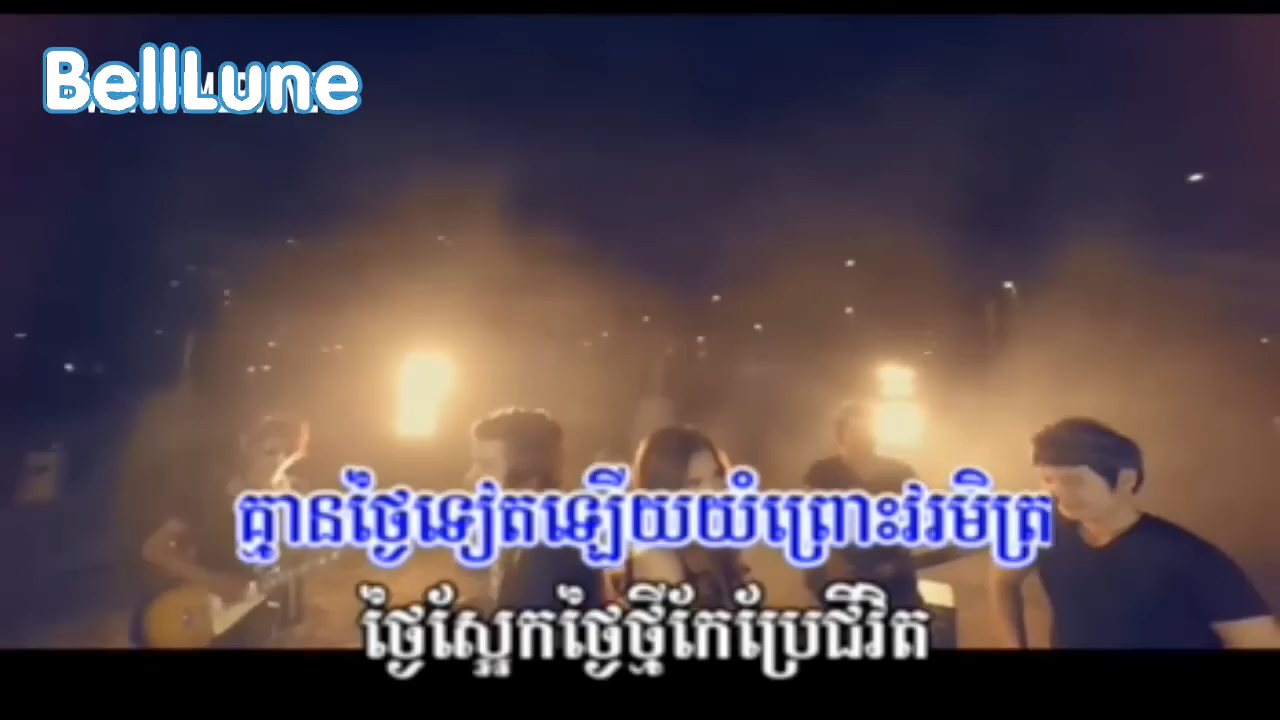 BellLune
គ្មានថ្ងៃទៀតឡើយយំព្រោះវរមិត្រ
ថ្ងៃស្អែកថ្ងៃថ្មីកែប្រែជីវិត